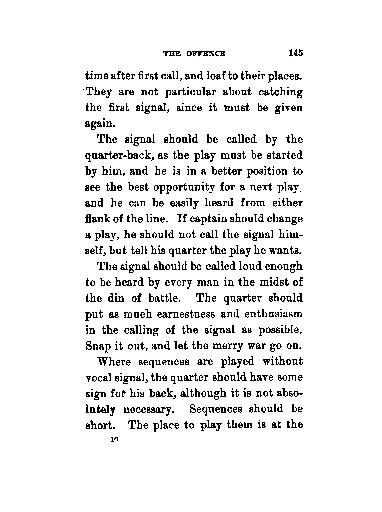 THE OFFENCE 145
time after first call, and loaf to their places.
They are not particular about catching
the first signal, since it must be given
again.
The signal should be called by the
quarter-back, as the play must be started
by him, and he is in a better position to
see the best opportunity for a next play,
and he can be easily heard from either
flank of the line. If captain should change
a play, he should not call the signal him-
self, but tell his quarter the play he wants.
The signal should be called loud enough
to be heard by every man in the midst of
the din of battle. The quarter should
put as much earnestness and enthusiasm
in the calling of the signal as possible.
Snap it out, and let the merry war go on.
Where sequences are played without
vocal signal, the quarter should have some
sign for his back, although it is not abso-
lutely necessary. Sequences should be
short. The place to play them is at the